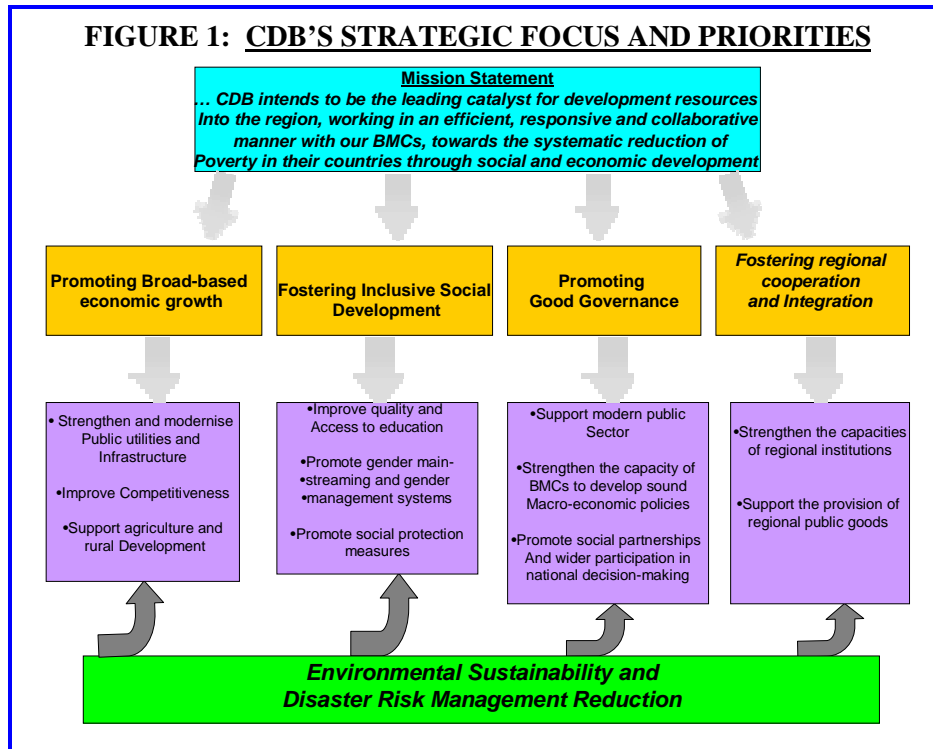 FIGURE 1: CDB'S STRATEGIC FOCUS AND PRIORITIES
Mission Statement
... CDB intends to be the leading catalyst for development resources
Into the region, working in an efficient, responsive and collaborative
manner with our BMCs, towards the systematic reduction of
Poverty in their countries through social and economic development
Promoting Broad-based
economic growth
Fostering Inclusive Social
Development
Promoting
Good Governance
Fostering regional
cooperation
and Integration
• Strengthen and modernise
Public utilities and
Infrastructure
•Improve Competitiveness
•Support agriculture and
rural Development
•Improve quality and
Access to education
•Promote gender main-
•streaming and gender
•management systems
•Promote social protection
measures
•Support modern public
Sector
•Strengthen the capacity of
BMCs to develop sound
Macro-economic policies
•Promote social partnerships
And wider participation in
national decision-making
•Strengthen the capacities
of regional institutions
•Support the provision of
regional public goods
Environmental Sustainability and
Disaster Risk Management Reduction